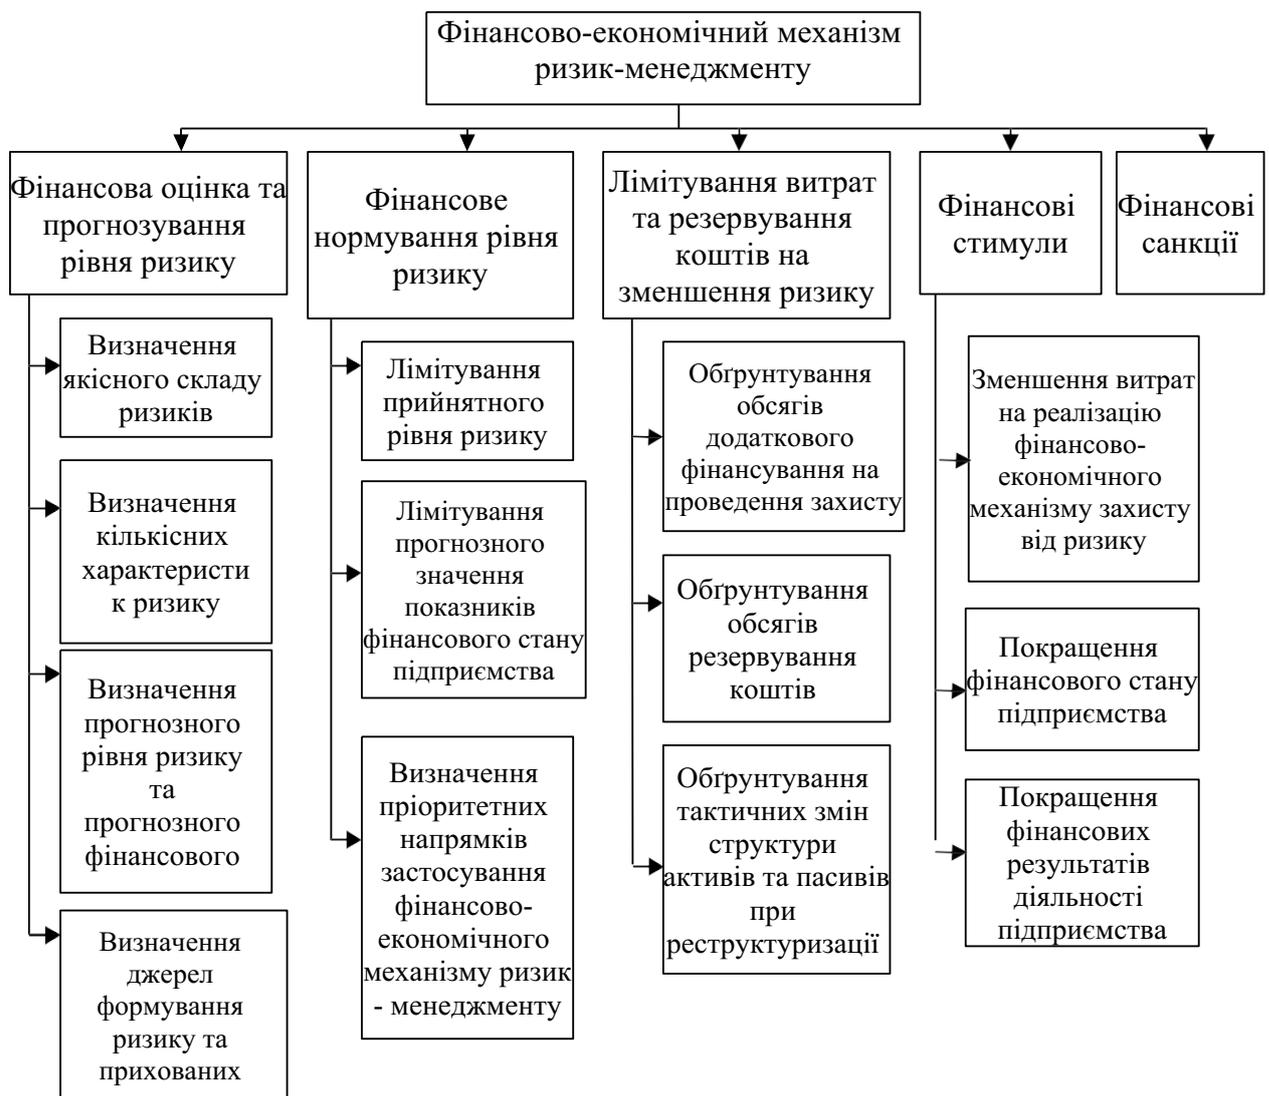 Фінансово-економічний механізм
ризик-менеджменту
Фінансова оцінка та
прогнозування
рівня ризику
Визначення
якісного складу
ризиків
Визначення
кількісних
характеристи
к ризику
Визначення
прогнозного
рівня ризику
та
прогнозного
фінансового
Визначення
джерел
формування
ризику та
прихованих
Фінансове
нормування рівня
ризику
Лімітування
прийнятного
рівня ризику
Лімітування
прогнозного
значення
показників
фінансового стану
підприємства
Визначення
пріоритетних
напрямків
застосування
фінансово-
економічного
механізму ризик
- менеджменту
Лімітування витрат
та резервування
коштів на
зменшення ризику
Обґрунтування
обсягів
додаткового
фінансування на
проведення захисту
Обґрунтування
обсягів
резервування
коштів
Обґрунтування
тактичних змін
структури
активів та пасивів
при
реструктуризації
Фінансові
стимули
Зменшення витрат
на реалізацію
фінансово-
економічного
механізму захисту
від ризику
Покращення
фінансового стану
підприємства
Покращення
фінансових
результатів
діяльності
підприємства
Фінансові
санкції